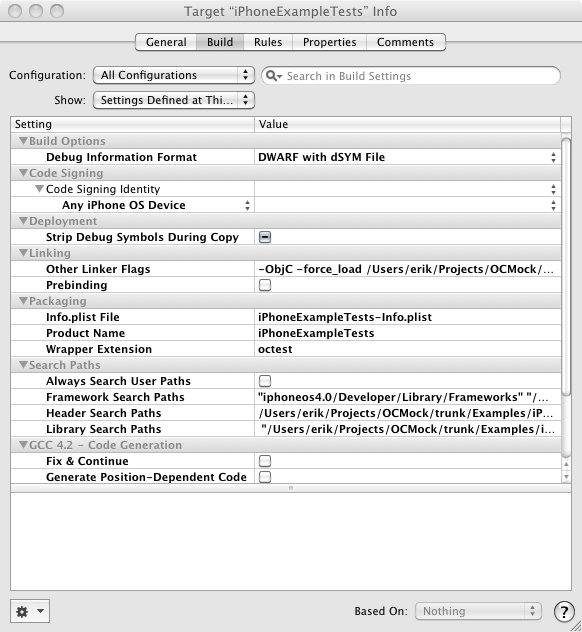 Target “iPhoneExampleTests” Info
General Build Rules Properties Comments
Configuration: All Configurations Search in Build Settings
Show: Settings Defined at Thi...
Setting Value
Build Options
Debug Information Format DWARF with dSYM File
Code Signing
Code Signing Identity
Any iPhone OS Device
Deployment
Strip Debug Symbols During Copy
Linking
Other Linker Flags -ObjC -force_load /Users/erik/Projects/OCMock/...
Prebinding
Packaging
Info.plist File iPhoneExampleTests-Info.plist
Product Name iPhoneExampleTests
Wrapper Extension octest
Search Paths
Always Search User Paths
Framework Search Paths "iphoneos4.0/Developer/Library/Frameworks" "/...
Header Search Paths /Users/erik/Projects/OCMock/trunk/Examples/iP...
Library Search Paths "/Users/erik/Projects/OCMock/trunk/Examples/i...
GCC 4.2 - Code Generation
Fix & Continue
Generate Position-Dependent Code
Based On: Nothing ?